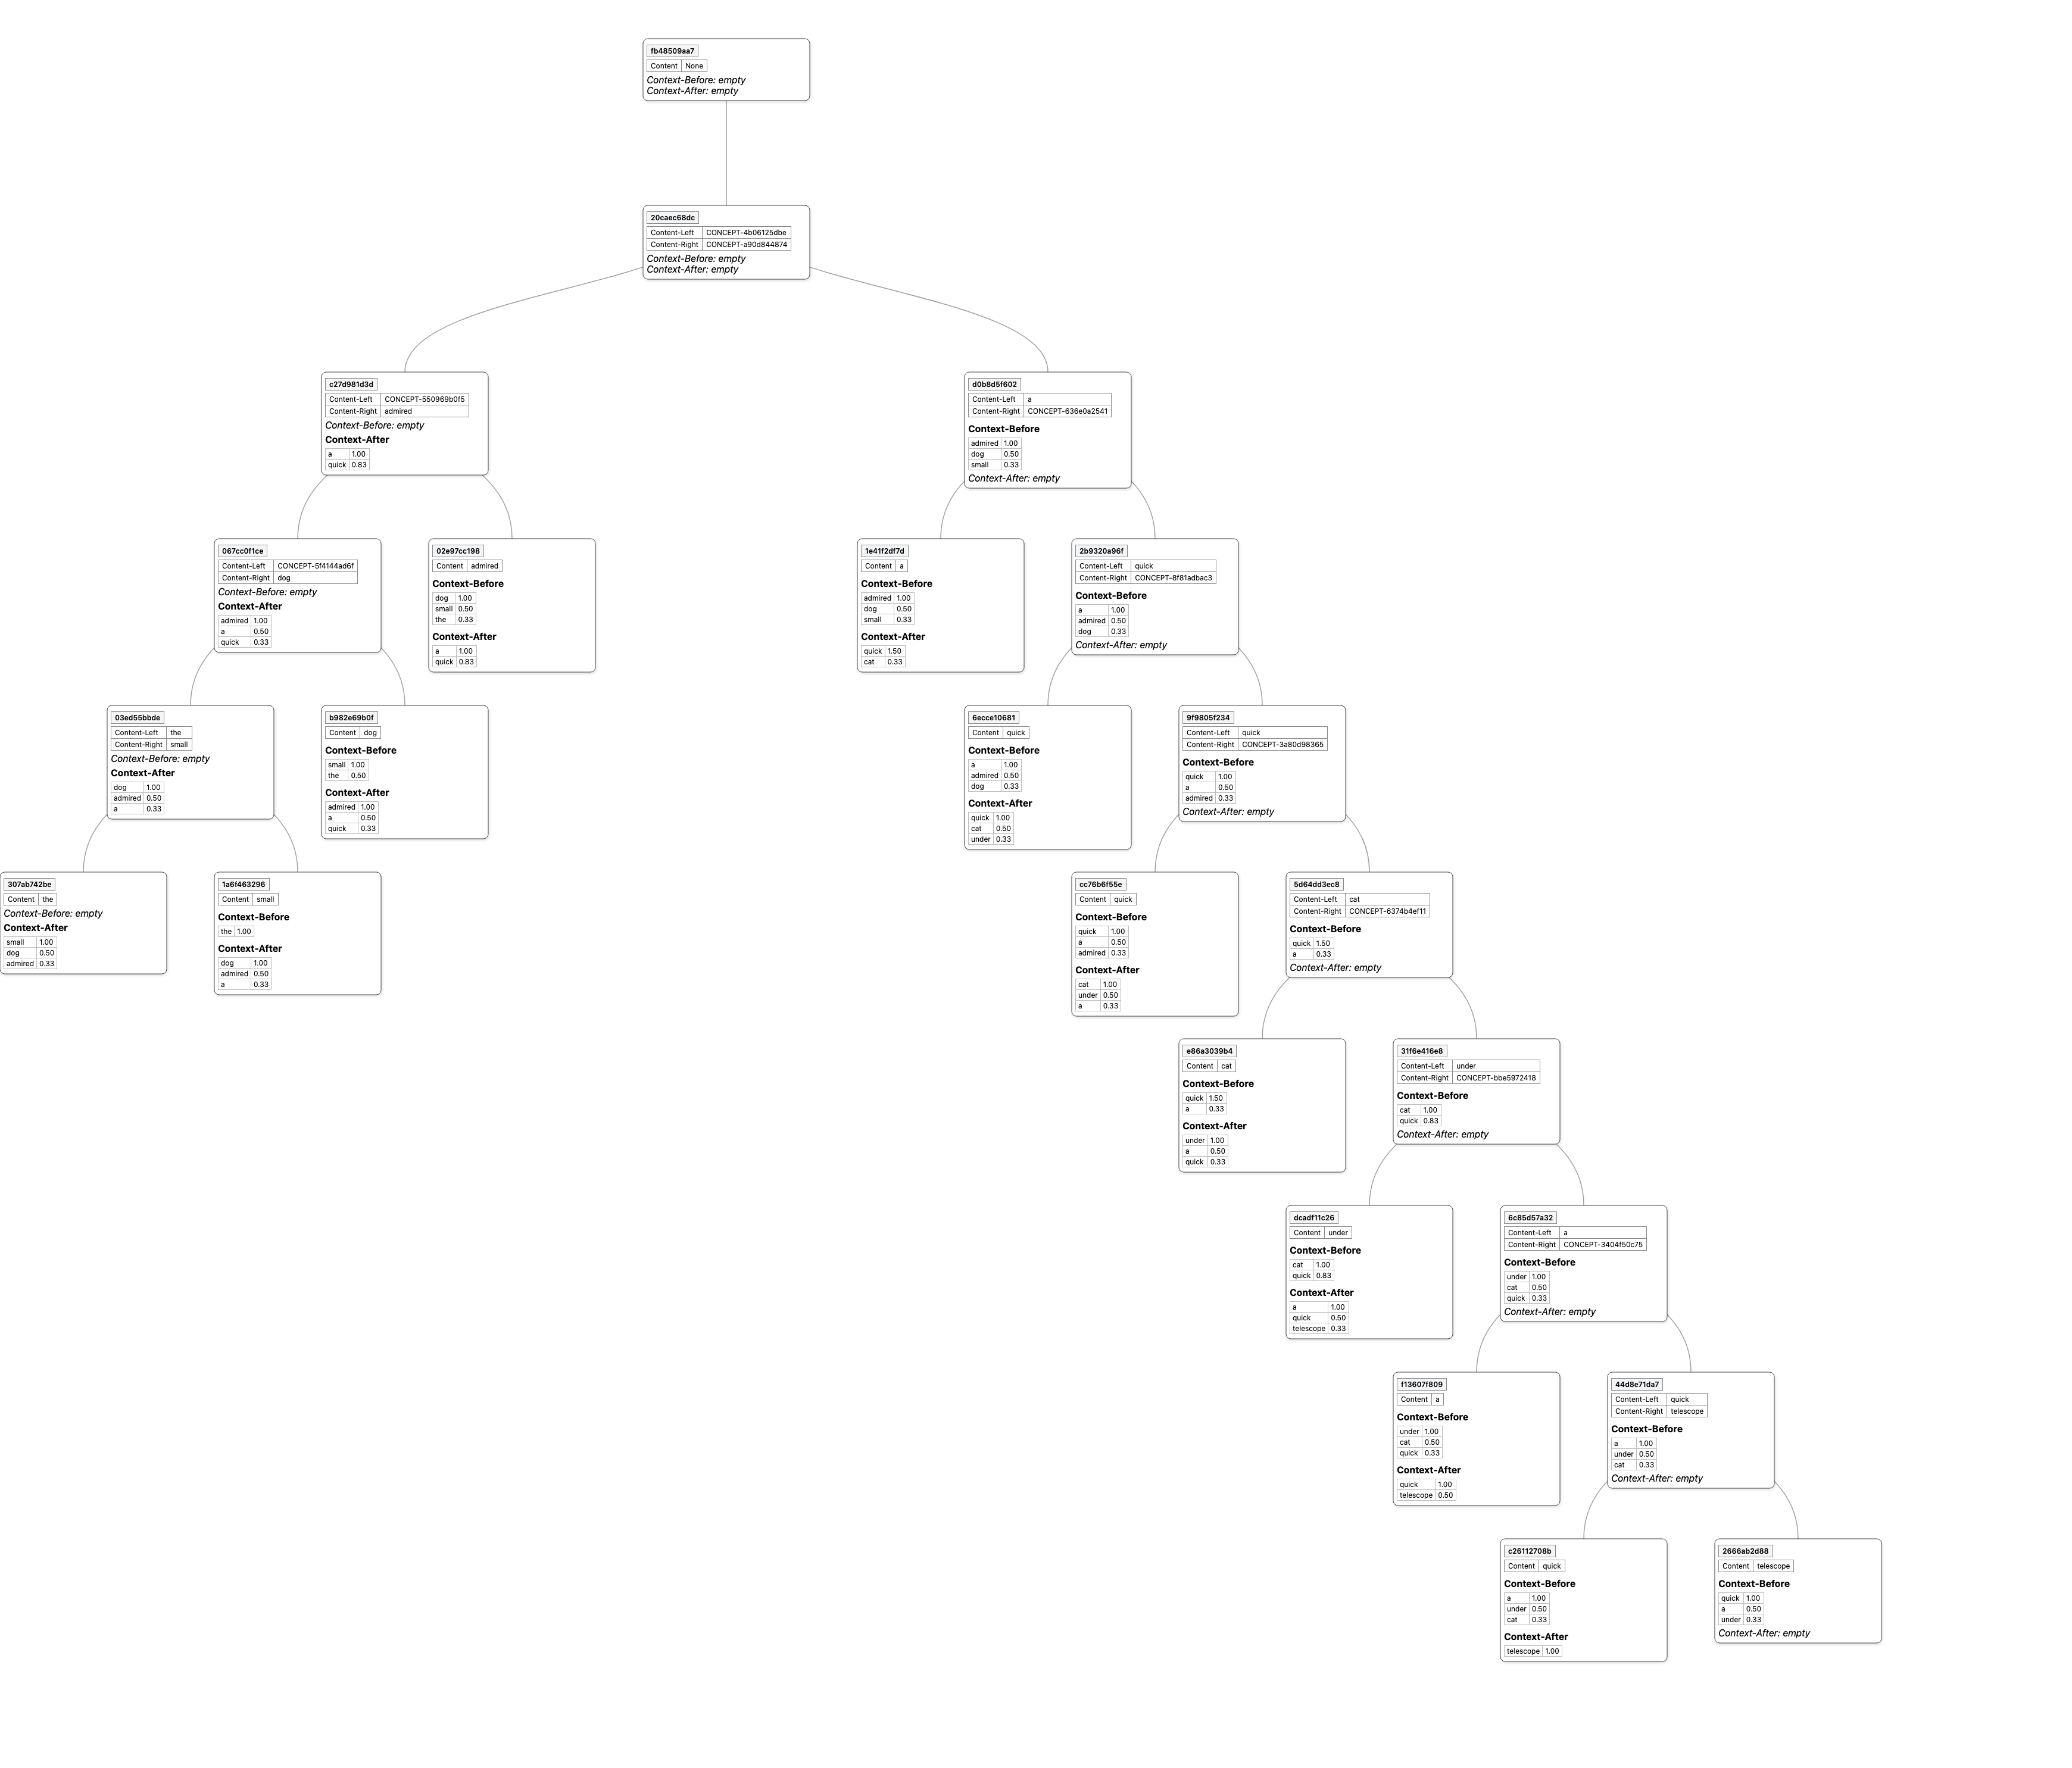 fb48509aa7
Content None
Context-Before: empty
Context-After: empty
20caec68dc
Content-Left CONCEPT-4b06125dbe
Content-Right CONCEPT-a90d844874
Context-Before: empty
Context-After: empty
c27d981d3d
Content-Left CONCEPT-550969b0f5
Content-Right admired
Context-Before: empty
Context-After
a 1.00
quick 0.83
d0b8d5f602
Content-Left a
Content-Right CONCEPT-636e0a2541
Context-Before
admired 1.00
dog 0.50
small 0.33
Context-After: empty
067cc0f1ce
Content-Left CONCEPT-5f4144ad6f
Content-Right dog
Context-Before: empty
Context-After
admired 1.00
a 0.50
quick 0.33
02e97cc198
Content admired
Context-Before
dog 1.00
small 0.50
the 0.33
Context-After
a 1.00
quick 0.83
1e41f2df7d
Content a
Context-Before
admired 1.00
dog 0.50
small 0.33
Context-After
quick 1.50
cat 0.33
2b9320a96f
Content-Left quick
Content-Right CONCEPT-8f81adbac3
Context-Before
a 1.00
admired 0.50
dog 0.33
Context-After: empty
03ed55bbde
Content-Left the
Content-Right small
Context-Before: empty
Context-After
dog 1.00
admired 0.50
a 0.33
b982e69b0f
Content dog
Context-Before
small 1.00
the 0.50
Context-After
admired 1.00
a 0.50
quick 0.33
6ecce10681
Content quick
Context-Before
a 1.00
admired 0.50
dog 0.33
Context-After
quick 1.00
cat 0.50
under 0.33
9f9805f234
Content-Left quick
Content-Right CONCEPT-3a80d98365
Context-Before
quick 1.00
a 0.50
admired 0.33
Context-After: empty
307ab742be
Content the
Context-Before: empty
Context-After
small 1.00
dog 0.50
admired 0.33
1a6f463296
Content small
Context-Before
the 1.00
Context-After
dog 1.00
admired 0.50
a 0.33
cc76b6f55e
Content quick
Context-Before
quick 1.00
a 0.50
admired 0.33
Context-After
cat 1.00
under 0.50
a 0.33
5d64dd3ec8
Content-Left cat
Content-Right CONCEPT-6374b4ef11
Context-Before
quick 1.50
a 0.33
Context-After: empty
e86a3039b4
Content cat
Context-Before
quick 1.50
a 0.33
Context-After
under 1.00
a 0.50
quick 0.33
31f6e416e8
Content-Left under
Content-Right CONCEPT-bbe5972418
Context-Before
cat 1.00
quick 0.83
Context-After: empty
dcadf11c26
Content under
Context-Before
cat 1.00
quick 0.83
Context-After
a 1.00
quick 0.50
telescope 0.33
6c85d57a32
Content-Left a
Content-Right CONCEPT-3404f50c75
Context-Before
under 1.00
cat 0.50
quick 0.33
Context-After: empty
f13607f809
Content a
Context-Before
under 1.00
cat 0.50
quick 0.33
Context-After
quick 1.00
telescope 0.50
44d8e71da7
Content-Left quick
Content-Right telescope
Context-Before
a 1.00
under 0.50
cat 0.33
Context-After: empty
c26112708b
Content quick
Context-Before
a 1.00
under 0.50
cat 0.33
Context-After
telescope 1.00
2666ab2d88
Content telescope
Context-Before
quick 1.00
a 0.50
under 0.33
Context-After: empty